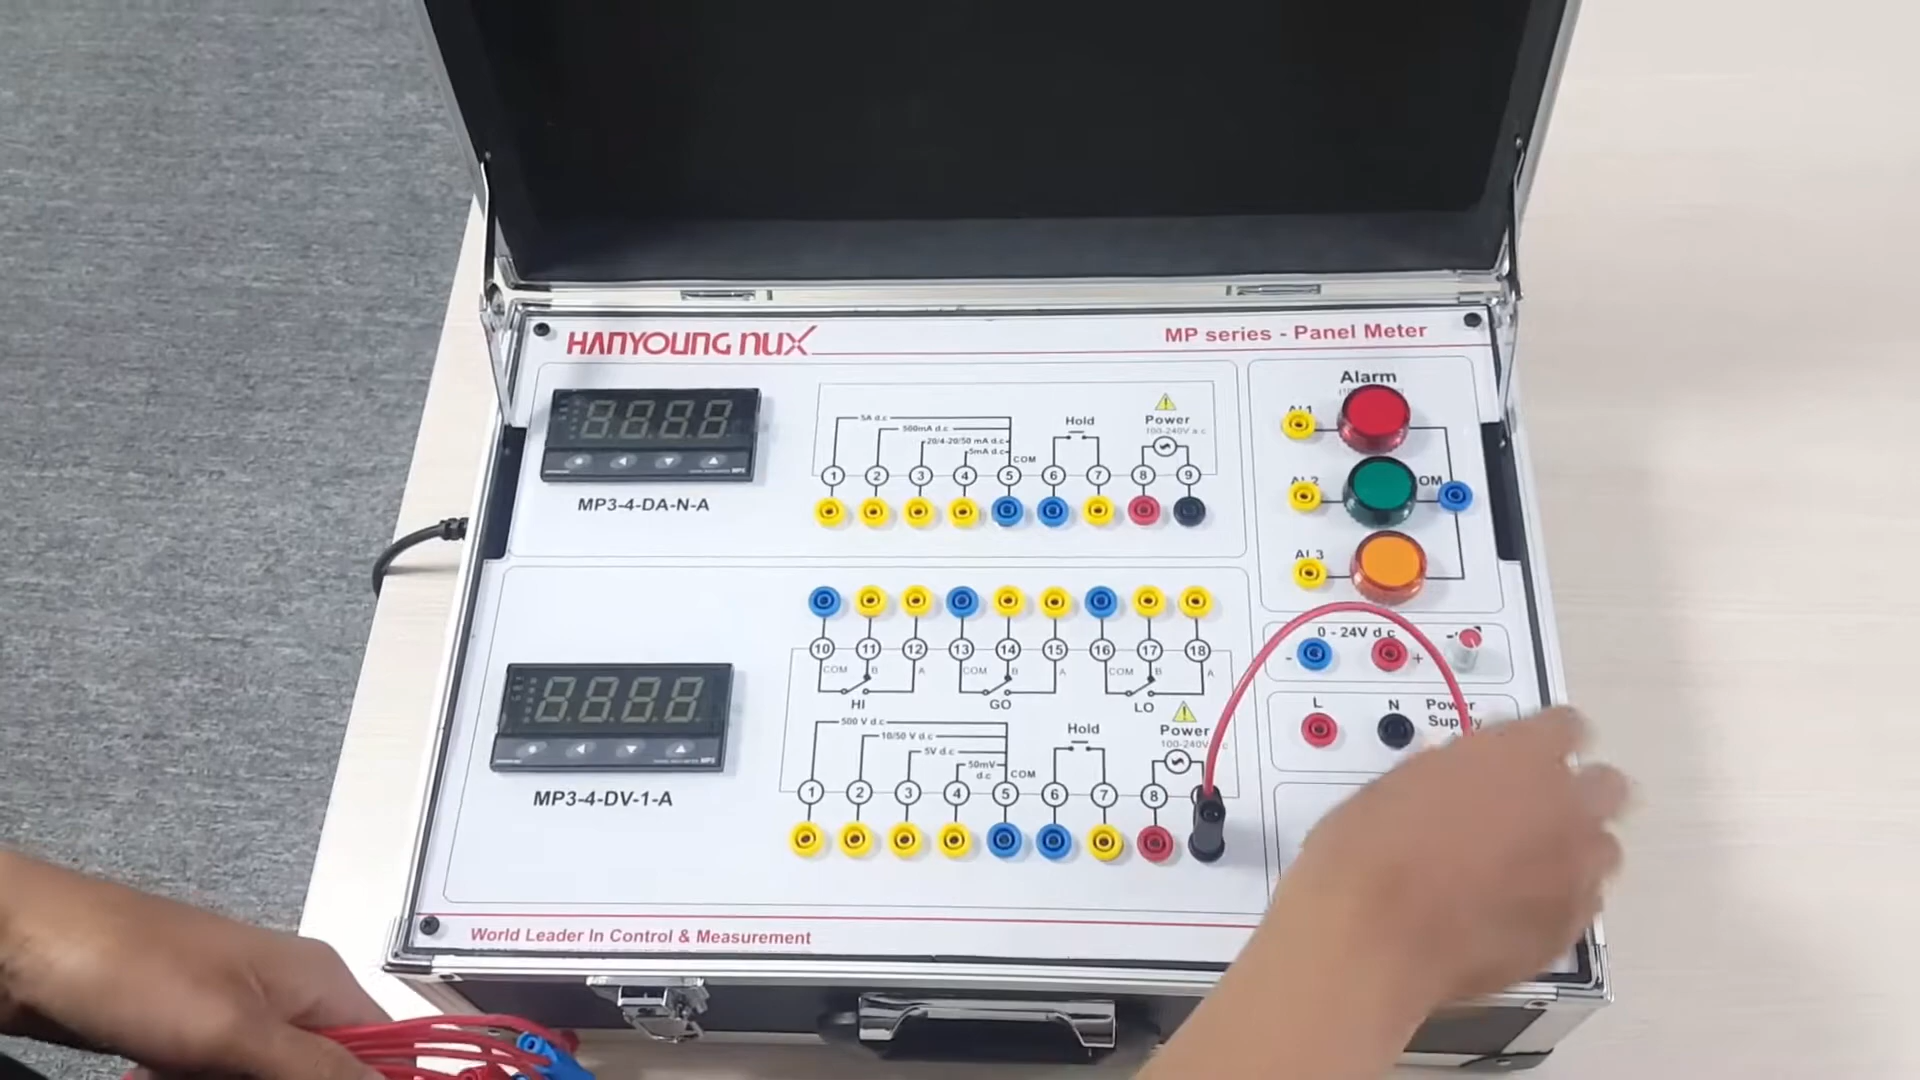 HANYOUNG nux
MP series - Panel Meter
MP3-4-DA-N-A
5A d.c
500mA d.c
20/4-20/50 mA d.c
5mA d.c
COM
Hold
Power
100-240V a.c
1 2 3 4 5 6 7 8 9
Alarm
AL1
AL2
COM
AL3
10 11 12 13 14 15 16 17 18
COM B A COM B A COM B A
HI GO LO
MP3-4-DV-1-A
500 V d.c
10/50 V d.c
5V d.c
50mV
d.c
COM
Hold
Power
100-240V
1 2 3 4 5 6 7 8
0 - 24V d c
- +
L N Power
Supply
World Leader In Control & Measurement